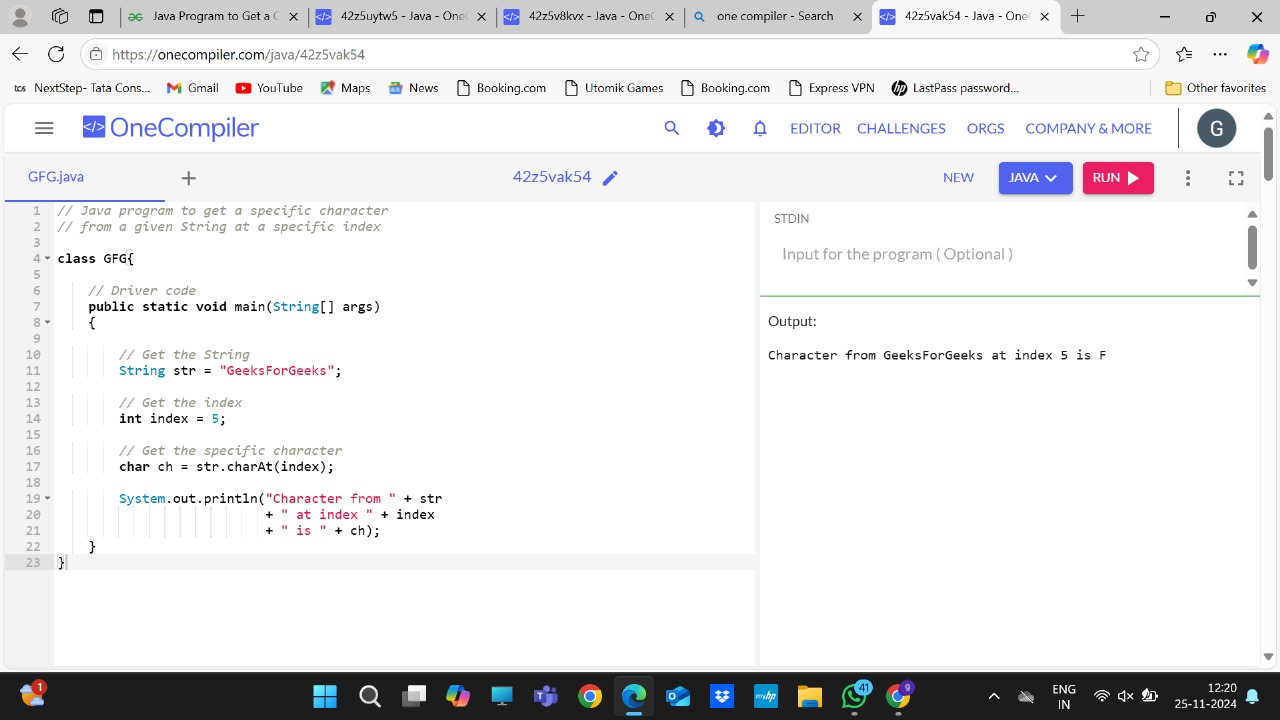 Java Program to get a C
42z5uytw5 - Java - OneC
42z5v8kvx - Java - OneC
one compiler - Search
42z5vak54 - Java - One
https://onecompiler.com/java/42z5vak54
tcs NextStep- Tata Cons... Gmail YouTube Maps News Booking.com Utomik Games Booking.com Express VPN LastPass password... Other favorites
</> OneCompiler EDITOR CHALLENGES ORGS COMPANY & MORE G
GFG.java + 42z5vak54 NEW JAVA RUN
1 // Java program to get a specific character
2 // from a given String at a specific index
3
4 class GFG{
5
6 // Driver code
7 public static void main(String[] args)
8 {
9
10 // Get the String
11 String str = "GeeksForGeeks";
12
13 // Get the index
14 int index = 5;
15
16 // Get the specific character
17 char ch = str.charAt(index);
18
19 System.out.println("Character from " + str
20 + " at index " + index
21 + " is " + ch);
22 }
23 }
STDIN
Input for the program ( Optional )
Output:
Character from GeeksForGeeks at index 5 is F
1
myhp
41
9
ENG
IN
12:20
25-11-2024